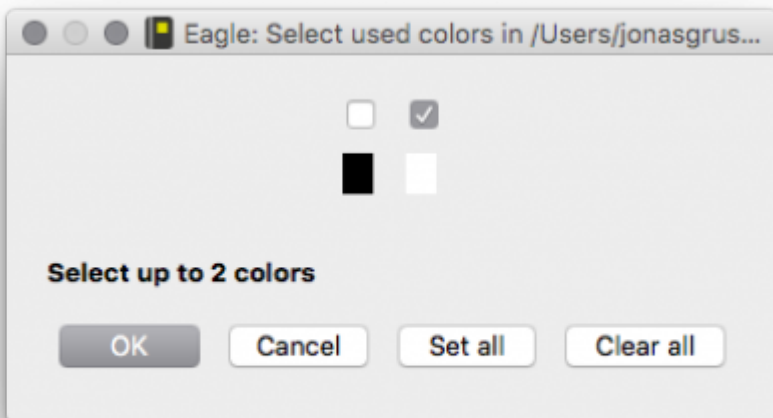 Eagle: Select used colors in /Users/jonasgrus...
Select up to 2 colors
OK Cancel Set all Clear all